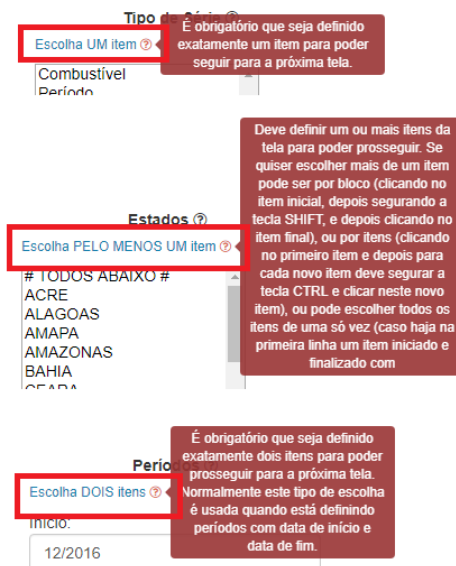 Tipo de Série
É obrigatório que seja definido
exatamente um item para poder
seguir para a próxima tela.
Escolha UM item
Combustível
Período
Deve definir um ou mais itens da
tela para poder prosseguir. Se
quiser escolher mais de um item
pode ser por bloco (clicando no
item inicial, depois segurando a
tecla SHIFT, e depois clicando no
item final), ou por itens (clicando
no primeiro item e depois para
cada novo item deve segurar a
tecla CTRL e clicar neste novo
item), ou pode escolher todos os
itens de uma só vez (caso haja na
primeira linha um item iniciado e
finalizado com
Estados
Escolha PELO MENOS UM item
# TODOS ABAIXO #
ACRE
ALAGOAS
AMAPA
AMAZONAS
BAHIA
CEARA
É obrigatório que seja definido
exatamente dois itens para poder
prosseguir para a próxima tela.
Normalmente este tipo de escolha
é usada quando está definindo
períodos com data de início e
data de fim.
Períodos
Escolha DOIS itens
Início:
12/2016